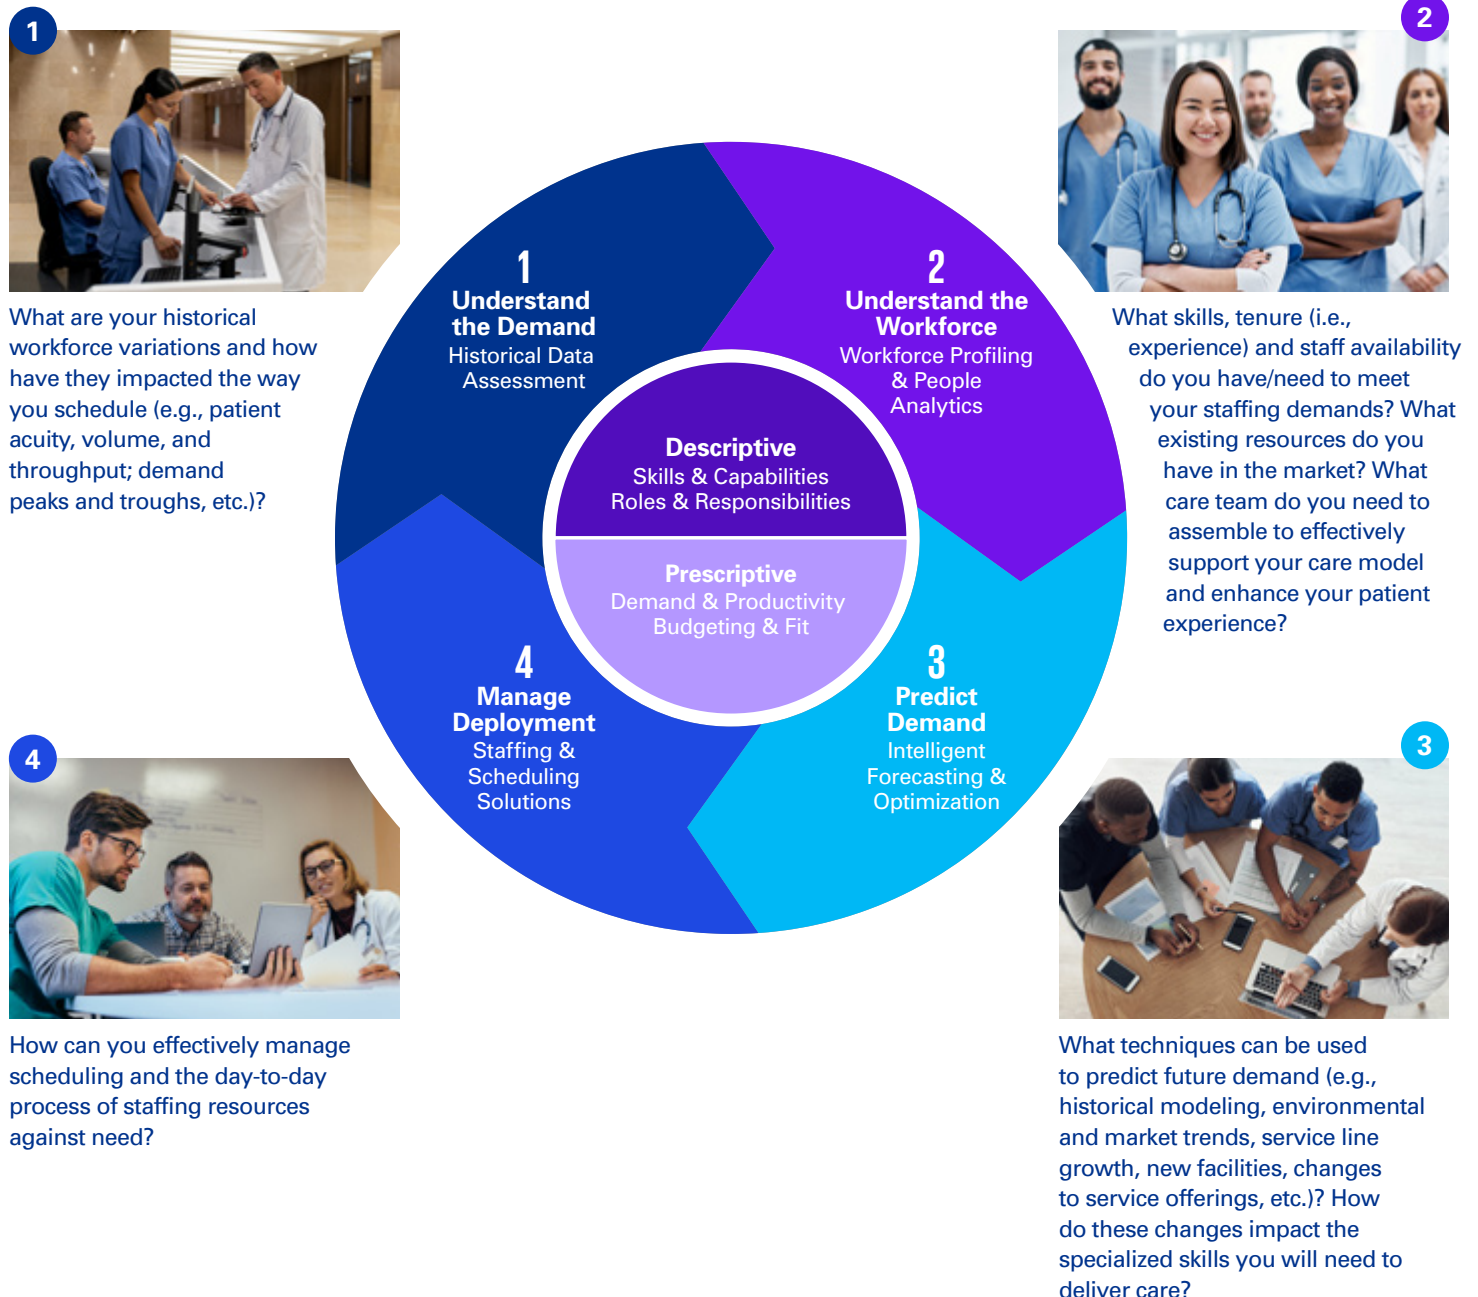 1
What are your historical
workforce variations and how
have they impacted the way
you schedule (e.g., patient
acuity, volume, and
throughput; demand
peaks and troughs, etc.)?
2
What skills, tenure (i.e.,
experience) and staff availability
do you have/need to meet
your staffing demands? What
existing resources do you
have in the market? What
care team do you need to
assemble to effectively
support your care model
and enhance your patient
experience?
1
Understand
the Demand
Historical Data
Assessment
2
Understand the
Workforce
Workforce Profiling
& People
Analytics
Descriptive
Skills & Capabilities
Roles & Responsibilities
Prescriptive
Demand & Productivity
Budgeting & Fit
4
Manage
Deployment
Staffing &
Scheduling
Solutions
3
Predict
Demand
Intelligent
Forecasting &
Optimization
4
How can you effectively manage
scheduling and the day-to-day
process of staffing resources
against need?
3
What techniques can be used
to predict future demand (e.g.,
historical modeling, environmental
and market trends, service line
growth, new facilities, changes
to service offerings, etc.)? How
do these changes impact the
specialized skills you will need to
deliver care?